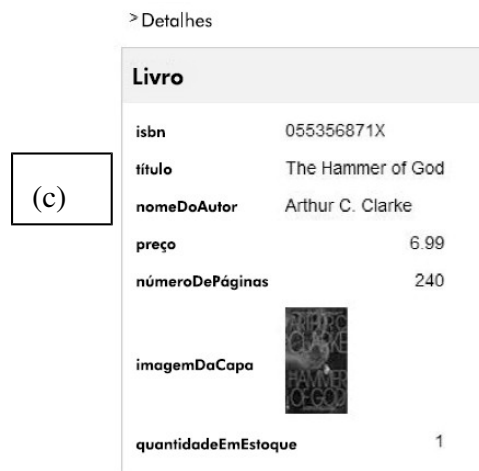 > Detalhes
Livro
isbn 055356871X
título The Hammer of God
(c)
nomeDoAutor Arthur C. Clarke
preço 6.99
númeroDePáginas 240
ARTHUR C
CLARKE
imagemDaCapa
HAMMER
OF GOD
quantidadeEmEstoque 1